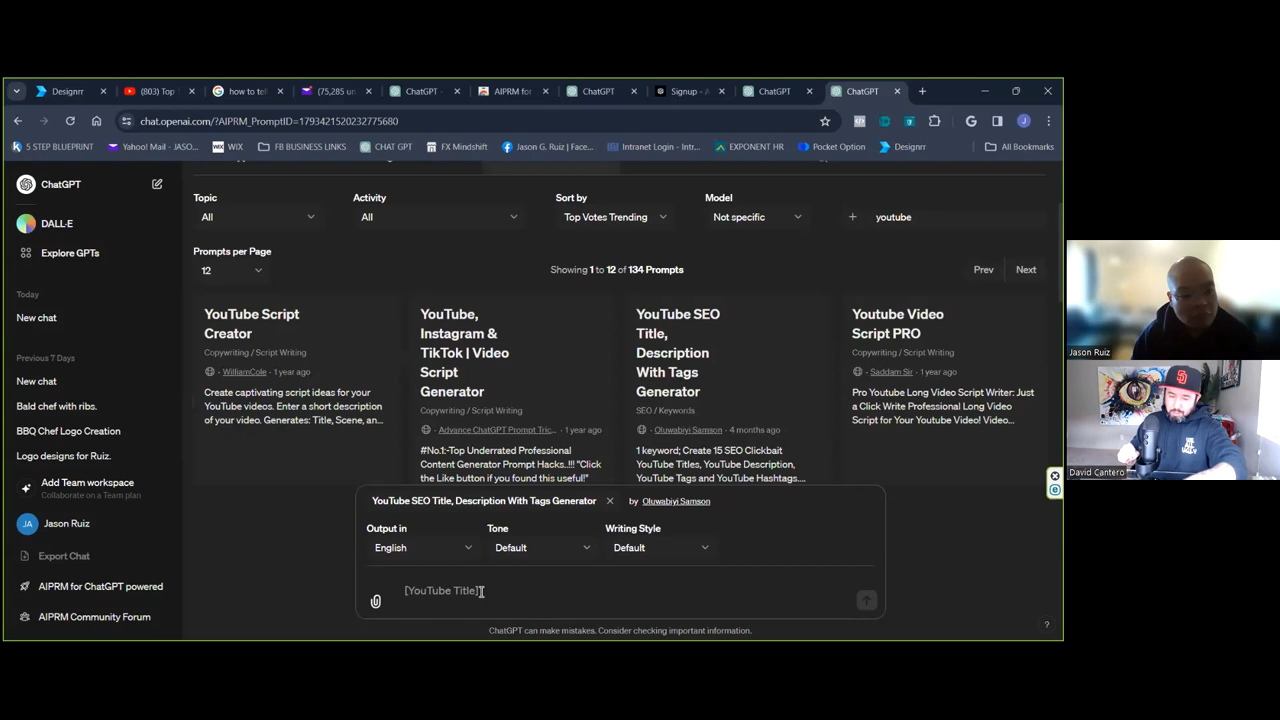 Designrr
(803) Top
how to tel
(75,285 un
ChatGPT
AIPRM for
ChatGPT
Signup - A
ChatGPT
ChatGPT
chat.openai.com/?AIPRM_PromptID=1793421520232775680
5 STEP BLUEPRINT
Yahoo! Mail - JASO...
WIX
FB BUSINESS LINKS
CHAT GPT
FX Mindshift
Jason G. Ruiz | Face...
Intranet Login - Intr...
EXPONENT HR
Pocket Option
Designrr
All Bookmarks
ChatGPT
DALL·E
Explore GPTs
Today
New chat
Previous 7 Days
New chat
Bald chef with ribs.
BBQ Chef Logo Creation
Logo designs for Ruiz.
Add Team workspace
Collaborate on a Team plan
JA Jason Ruiz
Export Chat
AIPRM for ChatGPT powered
AIPRM Community Forum
Topic
All
Activity
All
Sort by
Top Votes Trending
Model
Not specific
youtube
Prompts per Page
12
Showing 1 to 12 of 134 Prompts
Prev
Next
YouTube Script
Creator
Copywriting / Script Writing
- WilliamCole - 1 year ago
Create captivating script ideas for your
YouTube videos. Enter a short description
of your video. Generates: Title, Scene, an...
YouTube,
Instagram &
TikTok | Video
Script
Generator
Copywriting / Script Writing
- Advance ChatGPT Prompt Tric... - 1 year ago
#No.1:-Top Underrated Professional
Content Generator Prompt Hacks..!!! "Click
the Like button if you found this useful!"
YouTube SEO
Title,
Description
With Tags
Generator
SEO / Keywords
- Oluwabiyi Samson - 4 months ago
1 keyword; Create 15 SEO Clickbait
YouTube Titles, YouTube Description,
YouTube Tags and YouTube Hashtags....
Youtube Video
Script PRO
Copywriting / Script Writing
- Saddam Sir - 1 year ago
Pro Youtube Long Video Script Writer: Just
a Click Write Professional Long Video
Script for Your Youtube Video! Video...
YouTube SEO Title, Description With Tags Generator
by Oluwabiyi Samson
Output in
English
Tone
Default
Writing Style
Default
[YouTube Title]
ChatGPT can make mistakes. Consider checking important information.
?
Jason Ruiz
David Cantero